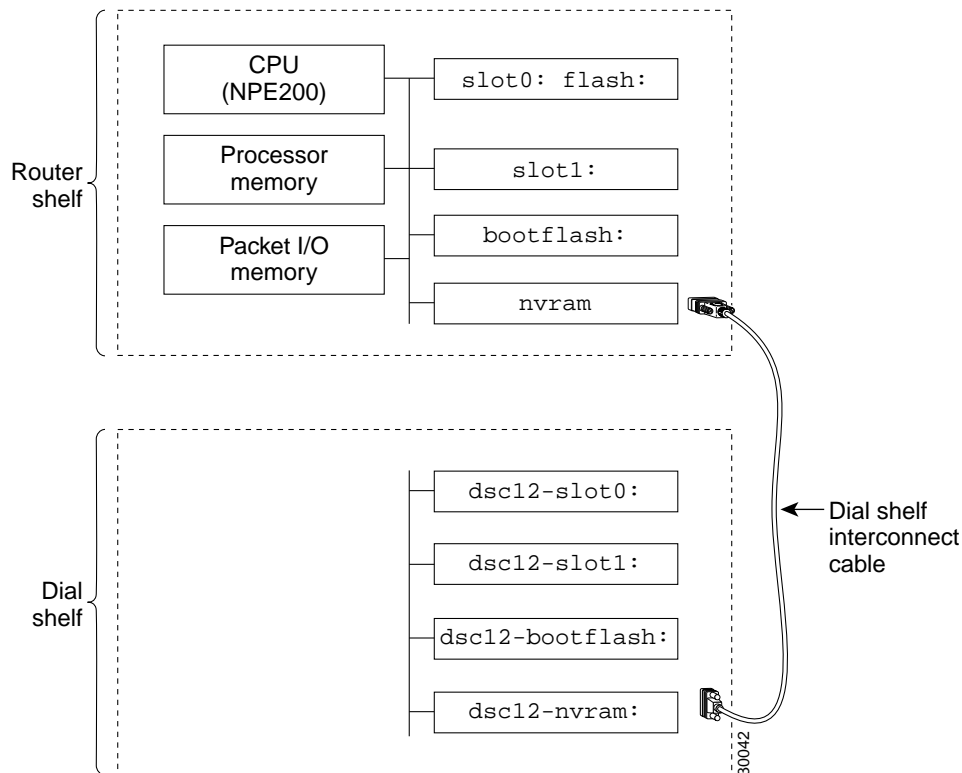 CPU
(NPE200)
slot0: flash:
Processor
memory
slot1:
Router
shelf
Packet I/O
memory
bootflash:
nvram
dsc12-slot0:
Dial shelf
interconnect
cable
dsc12-slot1:
Dial
shelf
dsc12-bootflash:
dsc12-nvram:
30042